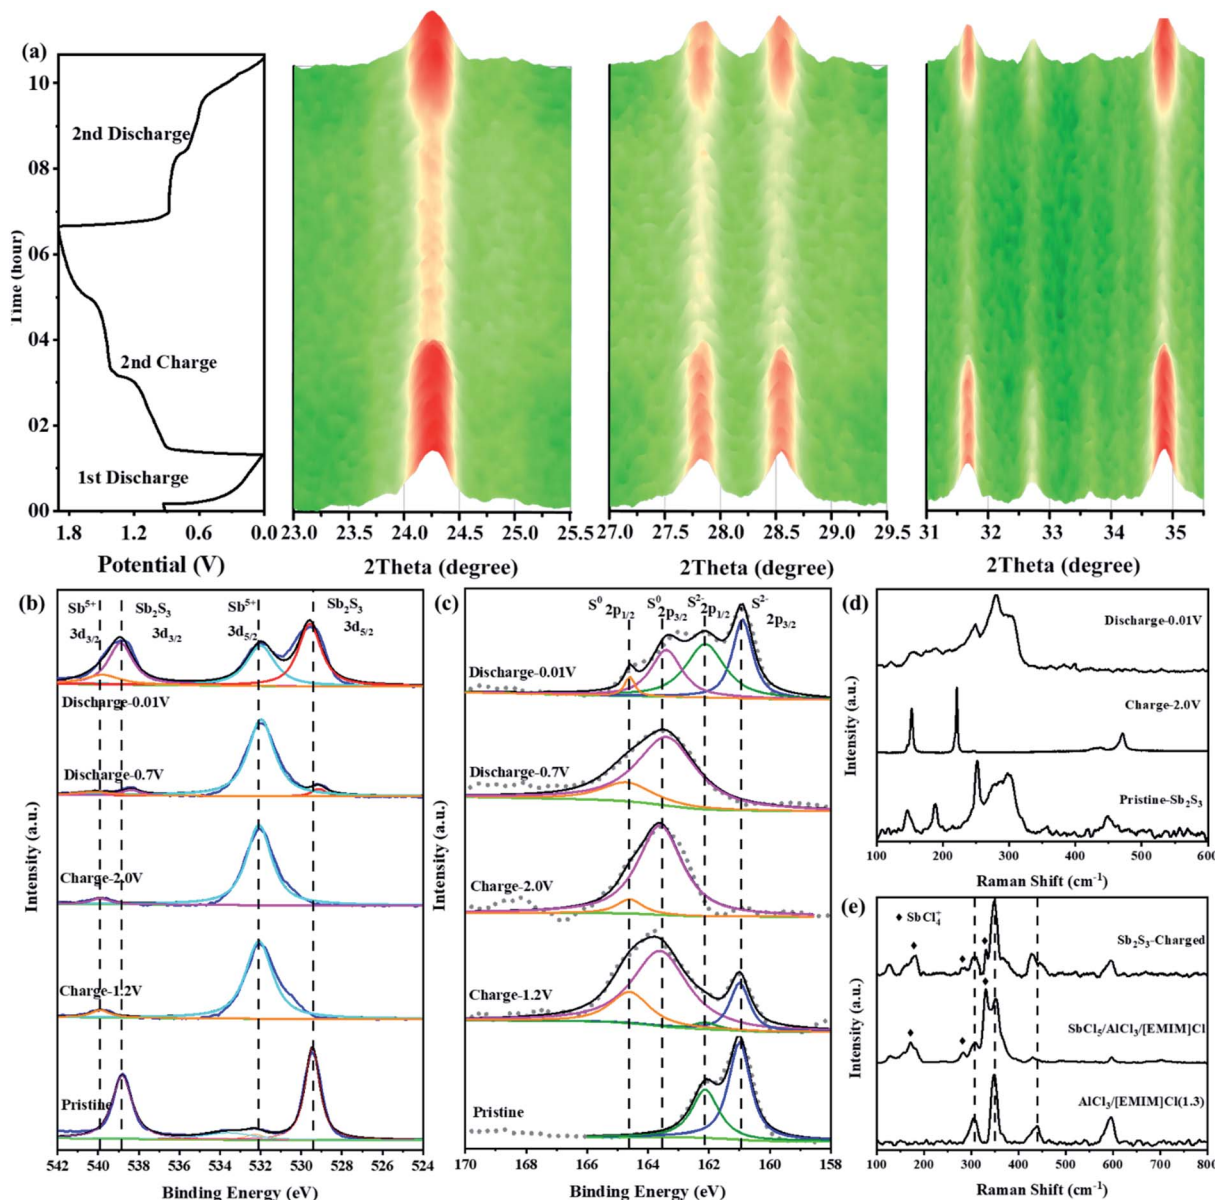 (a)
10
08
06
04
02
00
Time (hour)
2nd Discharge
2nd Charge
1st Discharge
1.8 1.2 0.6 0.0
Potential (V)
23.0 23.5 24.0 24.5 25.0 25.5
2Theta (degree)
27.0 27.5 28.0 28.5 29.0 29.5
2Theta (degree)
31 32 33 34 35
2Theta (degree)
(b)
Sb⁵⁺ Sb₂S₃ Sb⁵⁺ Sb₂S₃
3d₃/₂ 3d₃/₂ 3d₅/₂ 3d₅/₂
Discharge-0.01V
Discharge-0.7V
Charge-2.0V
Charge-1.2V
Pristine
Intensity (a.u.)
542 540 538 536 534 532 530 528 526 524
Binding Energy (eV)
(c)
S⁰ S⁰ S²⁻ S²⁻
2p₁/₂ 2p₃/₂ 2p₁/₂ 2p₃/₂
Discharge-0.01V
Discharge-0.7V
Charge-2.0V
Charge-1.2V
Pristine
Intensity (a.u.)
170 168 166 164 162 160 158
Binding Energy (eV)
(d)
Discharge-0.01V
Charge-2.0V
Pristine-Sb₂S₃
Intensity (a.u.)
100 200 300 400 500 600
Raman Shift (cm⁻¹)
(e)
♦ SbCl₄⁺
Sb₂S₃-Charged
SbCl₅/AlCl₃/[EMIM]Cl
AlCl₃/[EMIM]Cl(1.3)
Intensity (a.u.)
100 200 300 400 500 600 700 800
Raman Shift (cm⁻¹)